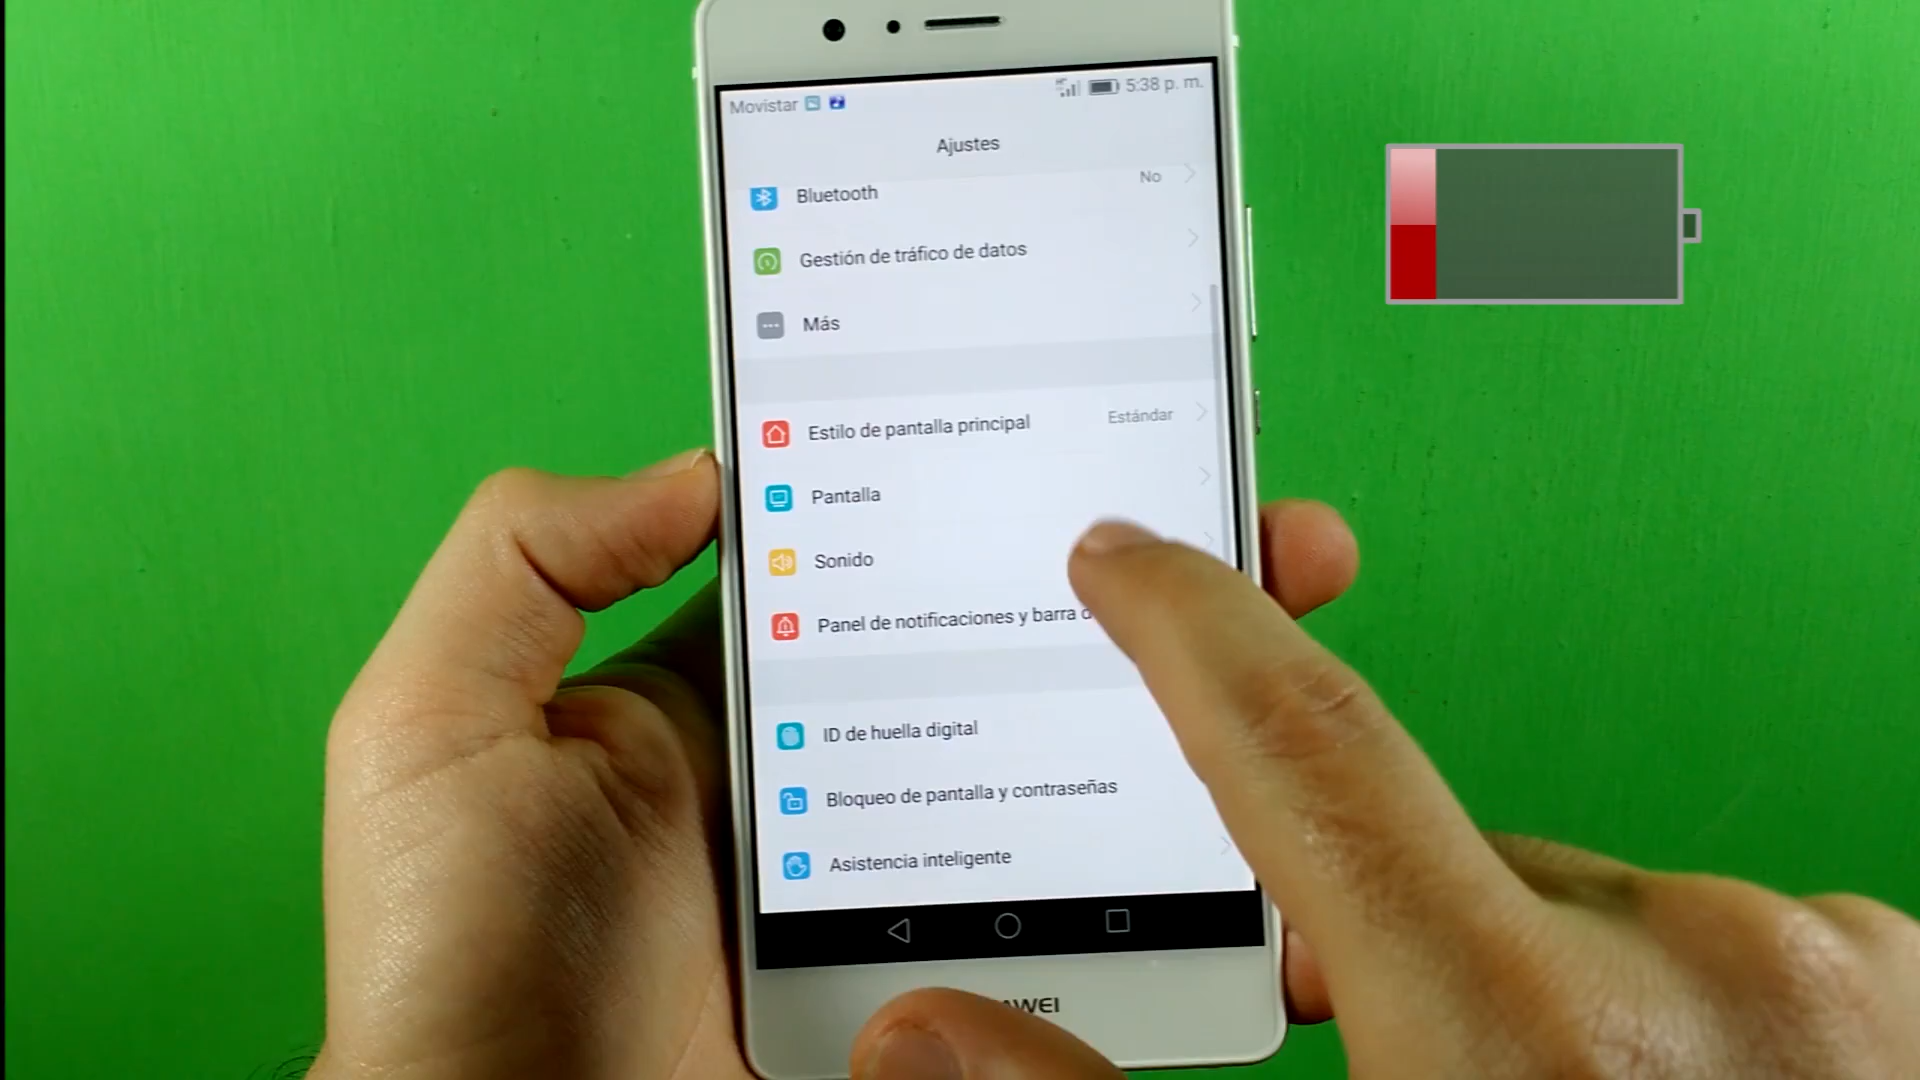 Movistar 5:38 p. m.
Ajustes
Bluetooth No
Gestión de tráfico de datos
Más
Estilo de pantalla principal Estándar
Pantalla
Sonido
Panel de notificaciones y barra
ID de huella digital
Bloqueo de pantalla y contraseñas
Asistencia inteligente